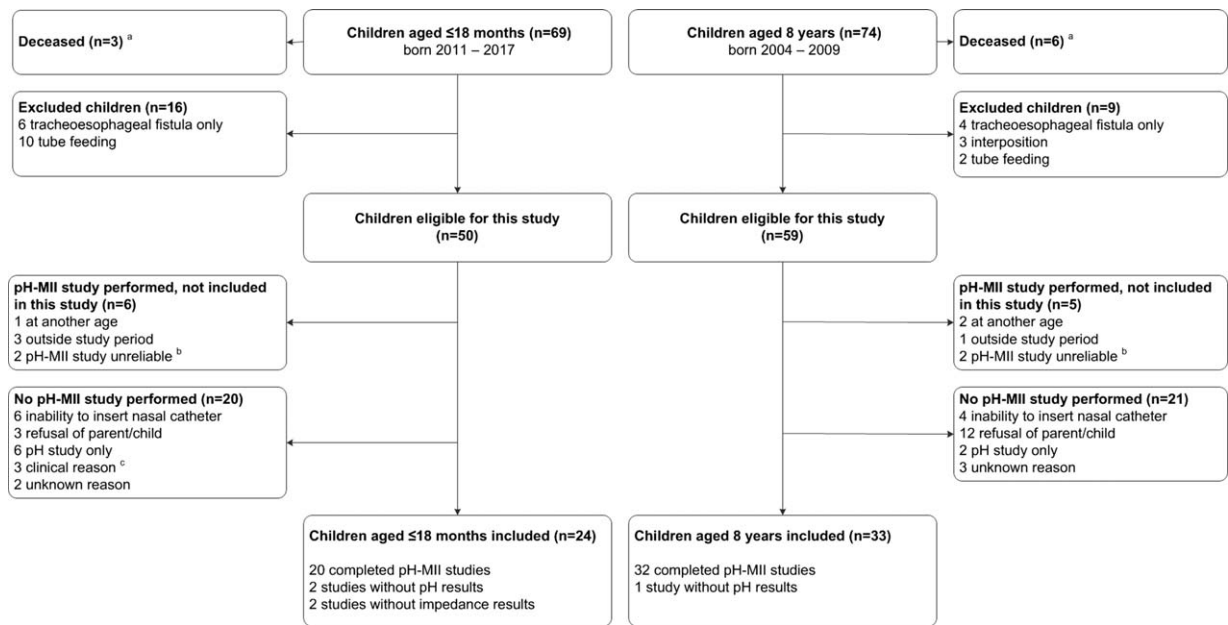 Deceased (n=3) a
Children aged ≤18 months (n=69)
born 2011 – 2017
Children aged 8 years (n=74)
born 2004 – 2009
Deceased (n=6) a
Excluded children (n=16)
6 tracheoesophageal fistula only
10 tube feeding
Excluded children (n=9)
4 tracheoesophageal fistula only
3 interposition
2 tube feeding
Children eligible for this study
(n=50)
Children eligible for this study
(n=59)
pH-MII study performed, not included
in this study (n=6)
1 at another age
3 outside study period
2 pH-MII study unreliable b
pH-MII study performed, not included
in this study (n=5)
2 at another age
1 outside study period
2 pH-MII study unreliable b
No pH-MII study performed (n=20)
6 inability to insert nasal catheter
3 refusal of parent/child
6 pH study only
3 clinical reason c
2 unknown reason
No pH-MII study performed (n=21)
4 inability to insert nasal catheter
12 refusal of parent/child
2 pH study only
3 unknown reason
Children aged ≤18 months included (n=24)
20 completed pH-MII studies
2 studies without pH results
2 studies without impedance results
Children aged 8 years included (n=33)
32 completed pH-MII studies
1 study without pH results